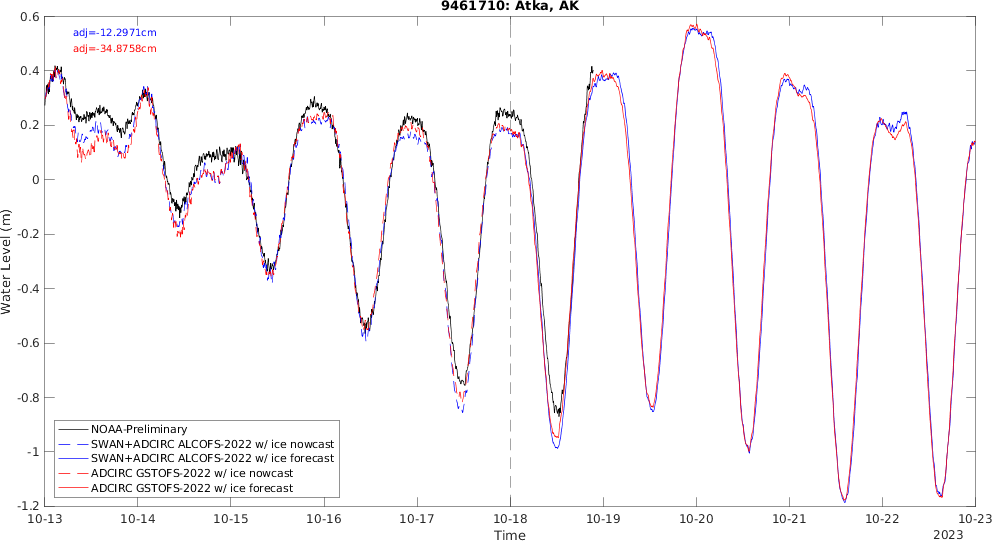 9461710: Atka, AK
adj=-12.2971cm
adj=-34.8758cm
Water Level (m)
0.6
0.4
0.2
0
-0.2
-0.4
-0.6
-0.8
-1
-1.2
NOAA-Preliminary
SWAN+ADCIRC ALCOFS-2022 w/ ice nowcast
SWAN+ADCIRC ALCOFS-2022 w/ ice forecast
ADCIRC GSTOFS-2022 w/ ice nowcast
ADCIRC GSTOFS-2022 w/ ice forecast
10-13 10-14 10-15 10-16 10-17 10-18 10-19 10-20 10-21 10-22 10-23
Time
2023